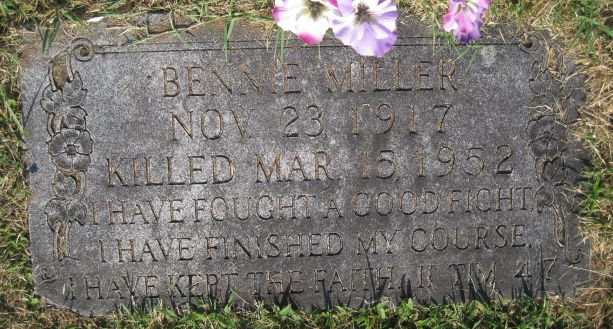 BENNIE MILLER
NOV. 23, 1917
KILLED MAR. 15, 1952
I HAVE FOUGHT A GOOD FIGHT,
I HAVE FINISHED MY COURSE,
I HAVE KEPT THE FAITH. II TIM. 4:7